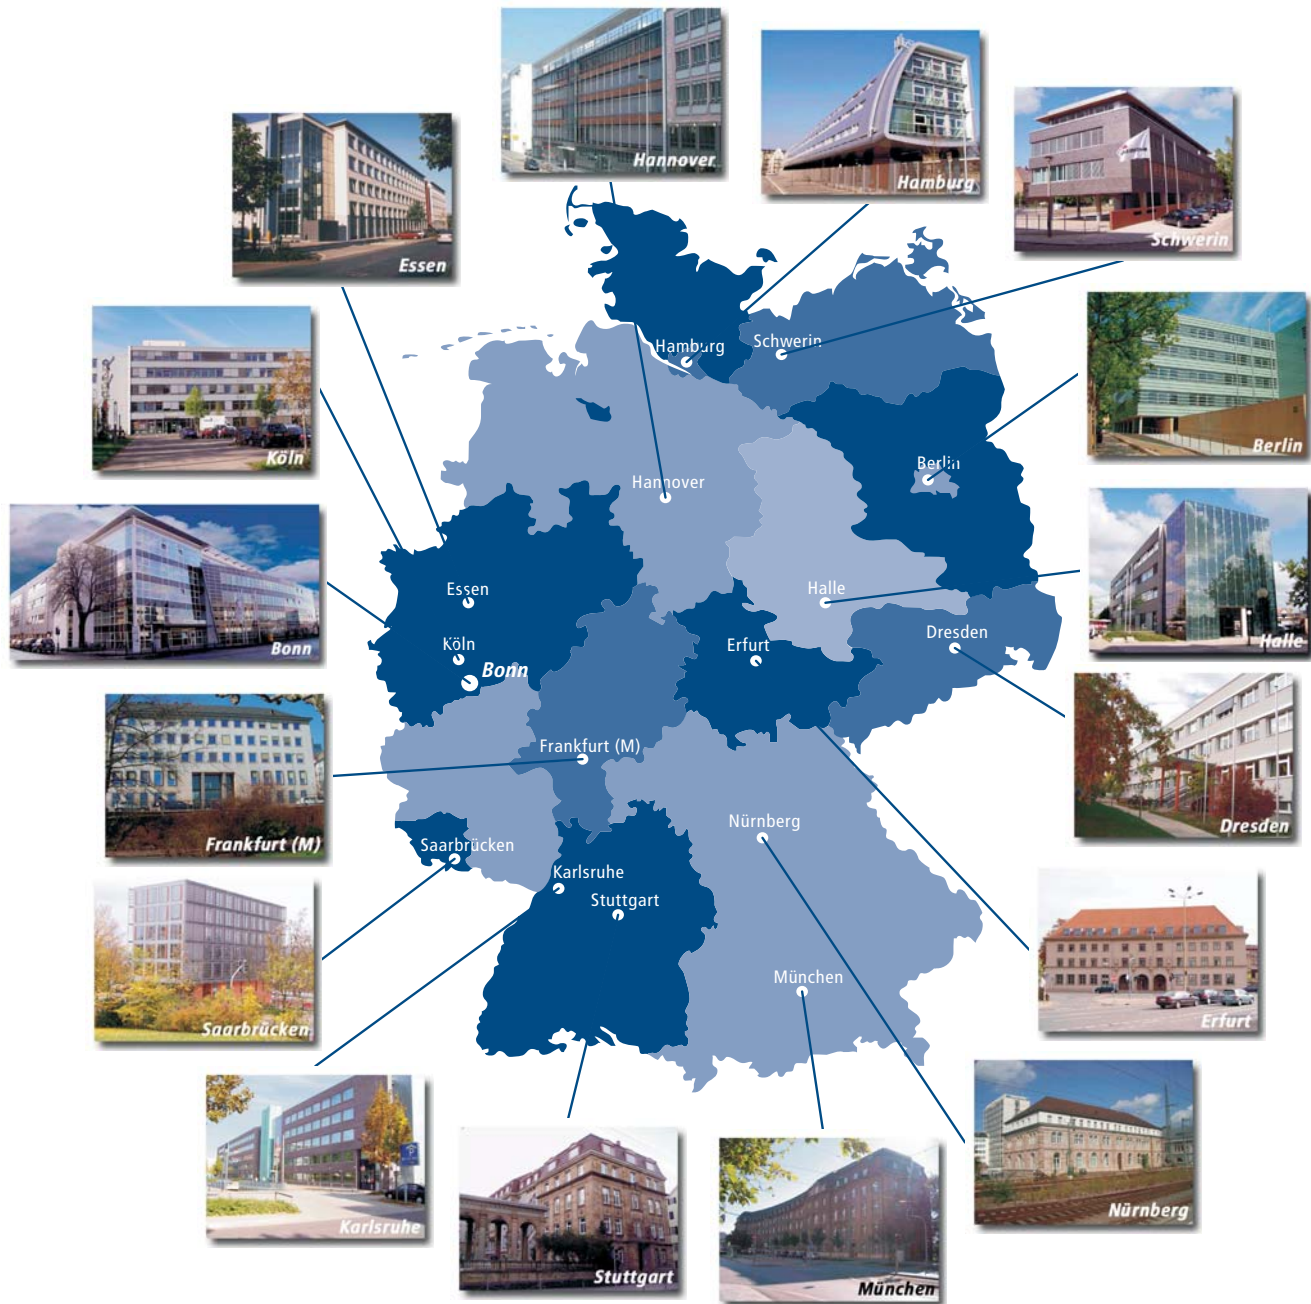 Hannover
Hamburg
Schwerin
Essen
Köln
Berlin
Bonn
Halle
Frankfurt (M)
Dresden
Saarbrücken
Erfurt
Karlsruhe
Nürnberg
Stuttgart
München
Hamburg
Schwerin
Berlin
Hannover
Essen
Halle
Köln
Bonn
Erfurt
Dresden
Frankfurt (M)
Nürnberg
Saarbrücken
Karlsruhe
Stuttgart
München